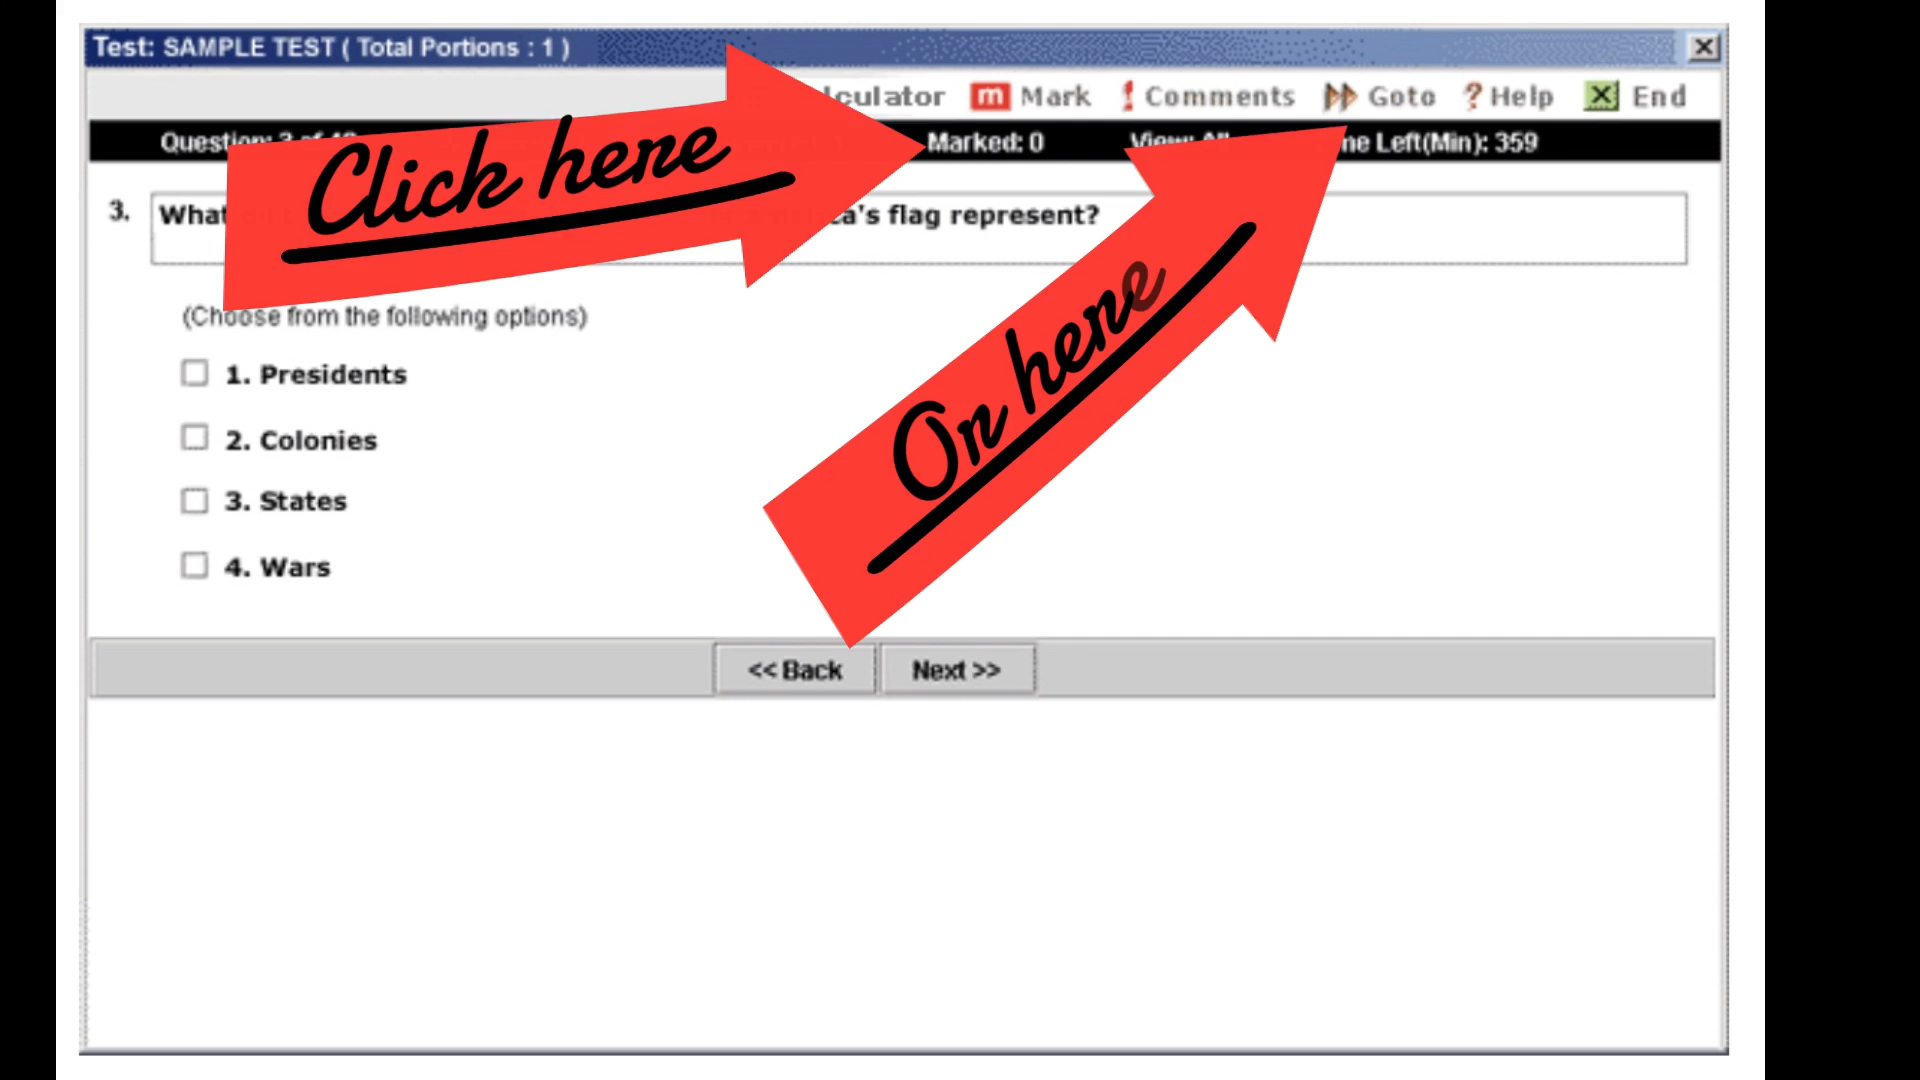 Test: SAMPLE TEST ( Total Portions : 1 )
Mark Comments Goto Help End
Marked: 0 Left(Min): 359
3. What flag represent?
(Choose from the following options)
1. Presidents
2. Colonies
3. States
4. Wars
<< Back Next >>
Click here
Or here